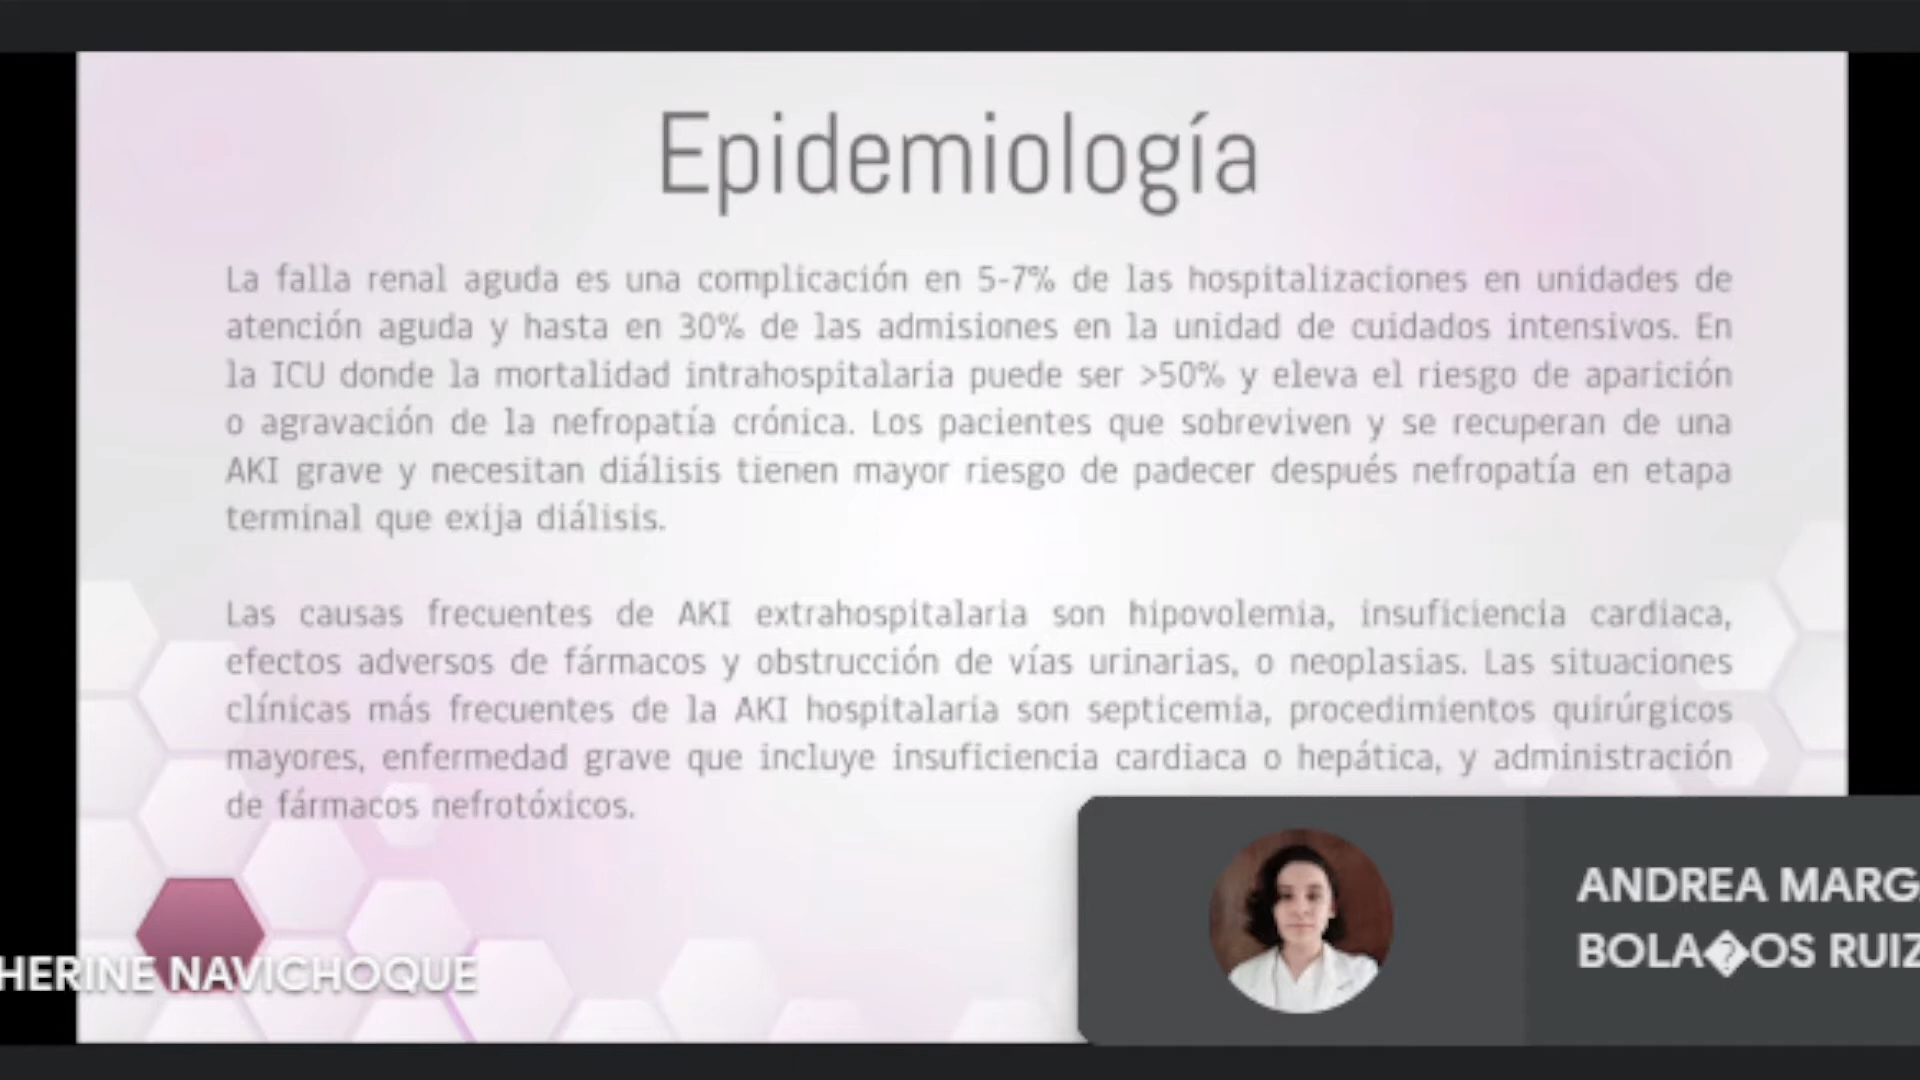 Epidemiología
La falla renal aguda es una complicación en 5-7% de las hospitalizaciones en unidades de
atención aguda y hasta en 30% de las admisiones en la unidad de cuidados intensivos. En
la ICU donde la mortalidad intrahospitalaria puede ser >50% y eleva el riesgo de aparición
o agravación de la nefropatía crónica. Los pacientes que sobreviven y se recuperan de una
AKI grave y necesitan diálisis tienen mayor riesgo de padecer después nefropatía en etapa
terminal que exija diálisis.
Las causas frecuentes de AKI extrahospitalaria son hipovolemia, insuficiencia cardiaca,
efectos adversos de fármacos y obstrucción de vías urinarias, o neoplasias. Las situaciones
clínicas más frecuentes de la AKI hospitalaria son septicemia, procedimientos quirúrgicos
mayores, enfermedad grave que incluye insuficiencia cardiaca o hepática, y administración
de fármacos nefrotóxicos.
HERINE NAVICHOQUE
ANDREA MARG
BOLA�OS RUIZ